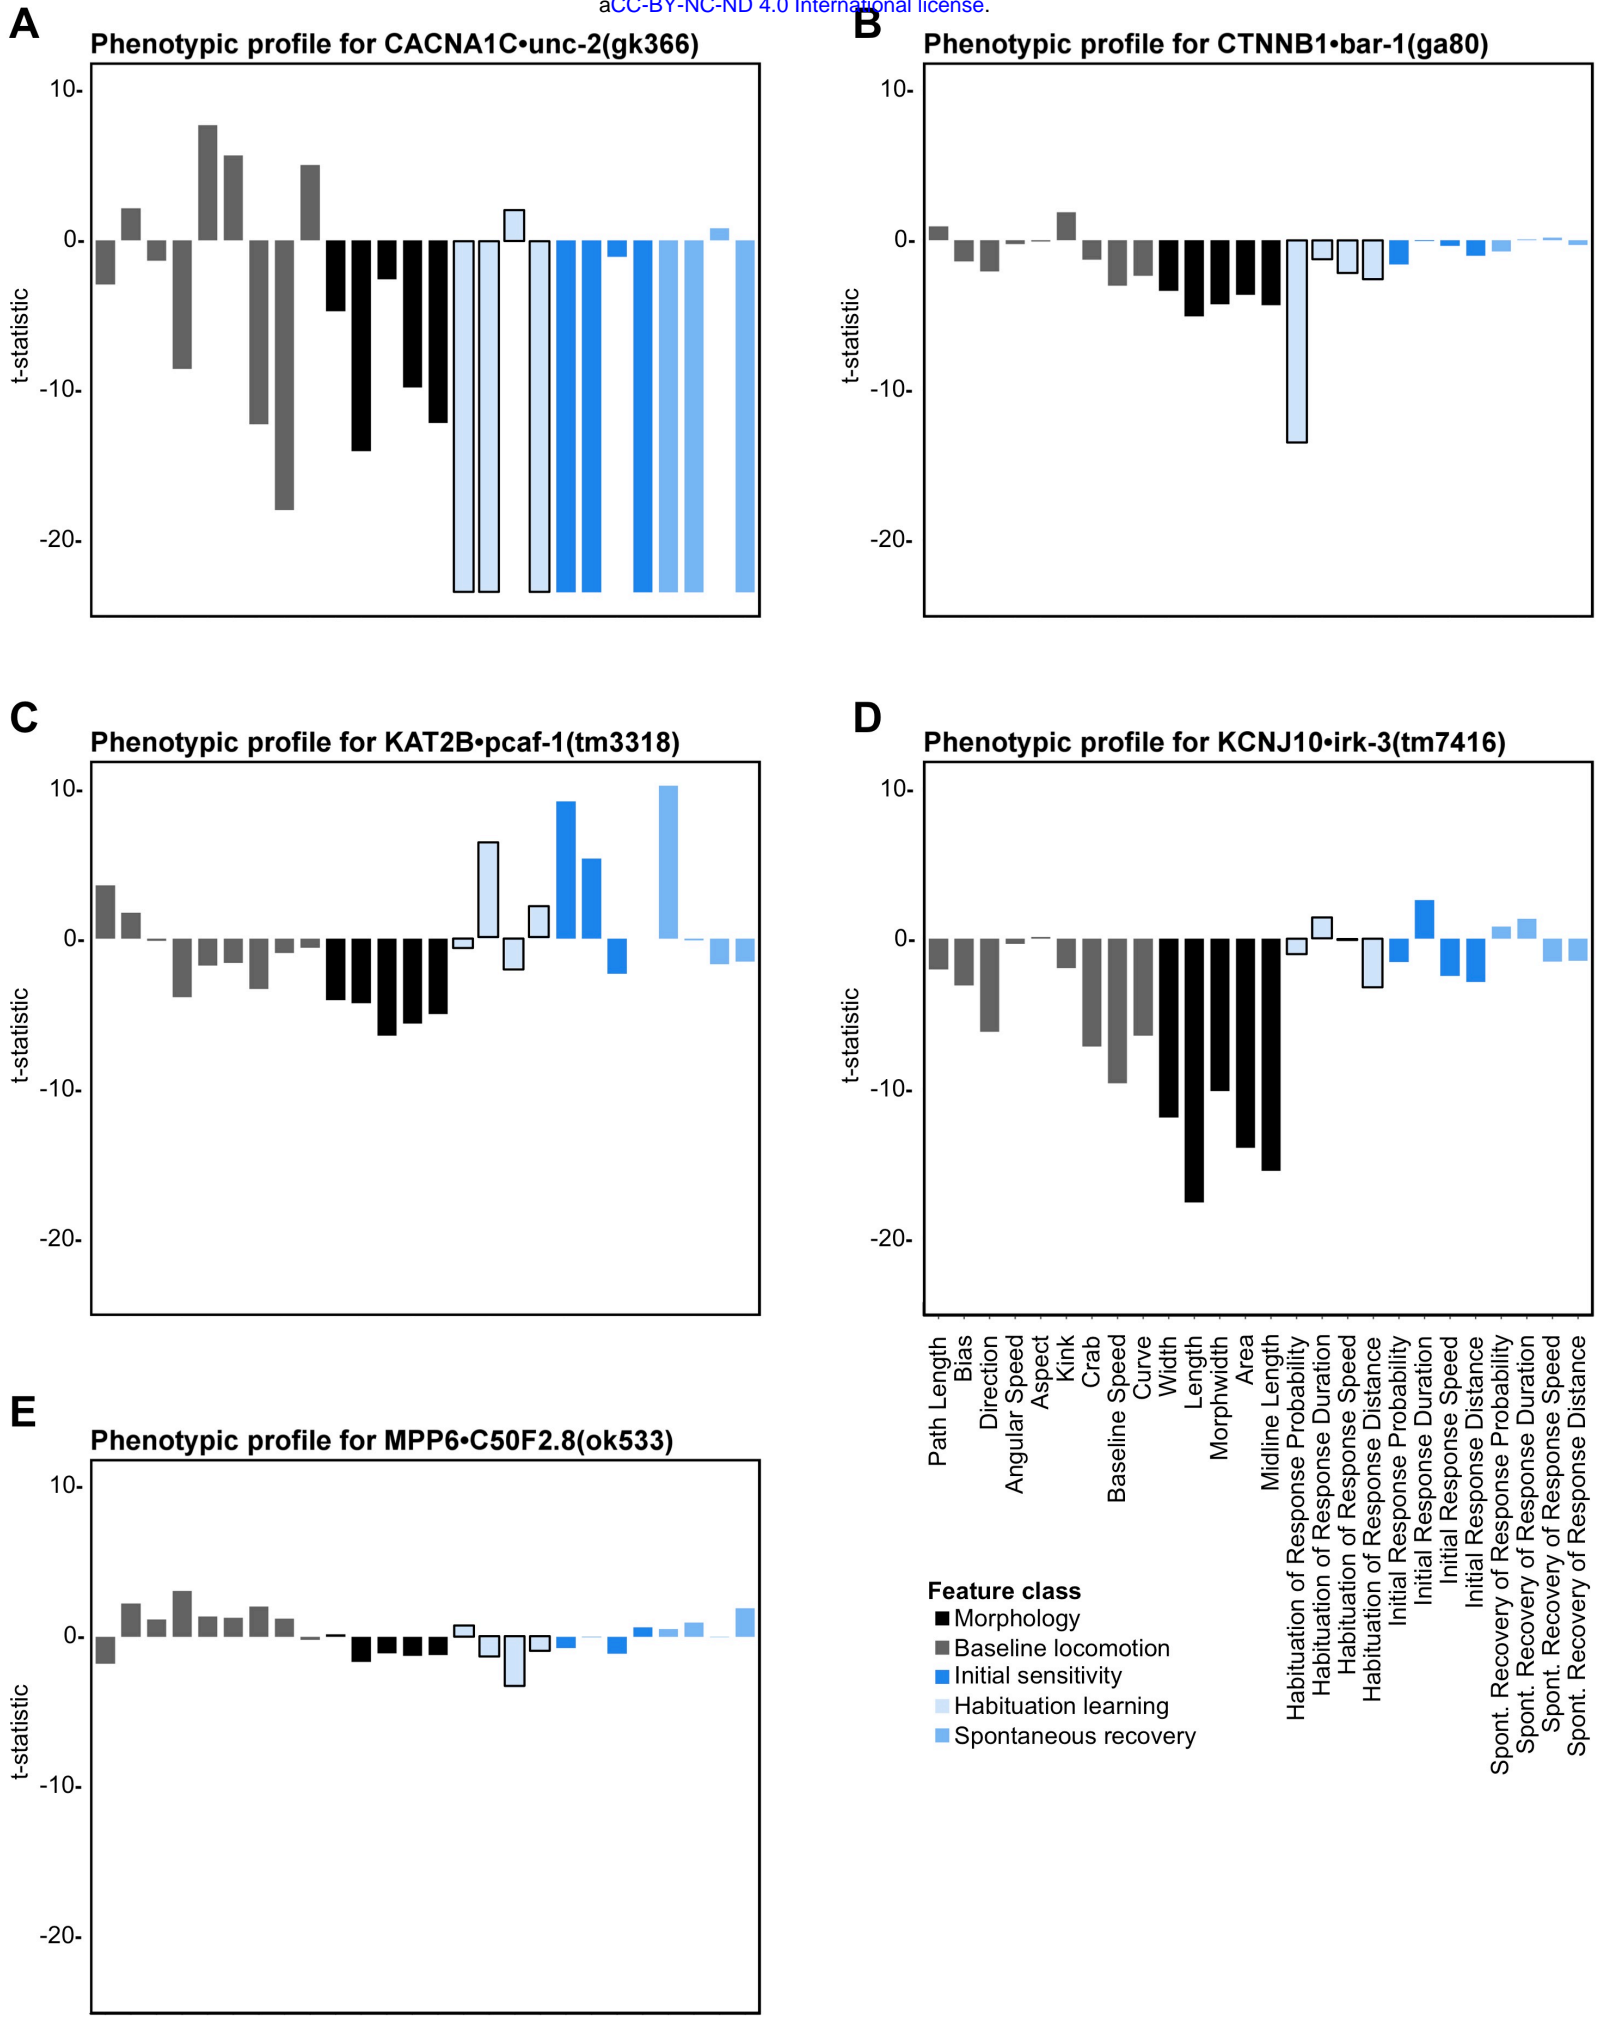 aCC-BY-NC-ND 4.0 International license.
A
Phenotypic profile for CACNA1C•unc-2(gk366)
10-
0-
-10-
-20-
t-statistic
B
Phenotypic profile for CTNNB1•bar-1(ga80)
10-
0-
-10-
-20-
t-statistic
C
Phenotypic profile for KAT2B•pcaf-1(tm3318)
10-
0-
-10-
-20-
t-statistic
D
Phenotypic profile for KCNJ10•irk-3(tm7416)
10-
0-
-10-
-20-
t-statistic
Path Length
Bias
Direction
Angular Speed
Aspect
Kink
Crab
Baseline Speed
Curve
Width
Length
Morphwidth
Area
Midline Length
Habituation of Response Probability
Habituation of Response Duration
Habituation of Response Speed
Habituation of Response Distance
Initial Response Probability
Initial Response Duration
Initial Response Speed
Initial Response Distance
Spont. Recovery of Response Probability
Spont. Recovery of Response Duration
Spont. Recovery of Response Speed
Spont. Recovery of Response Distance
E
Phenotypic profile for MPP6•C50F2.8(ok533)
10-
0-
-10-
-20-
t-statistic
Feature class
Morphology
Baseline locomotion
Initial sensitivity
Habituation learning
Spontaneous recovery